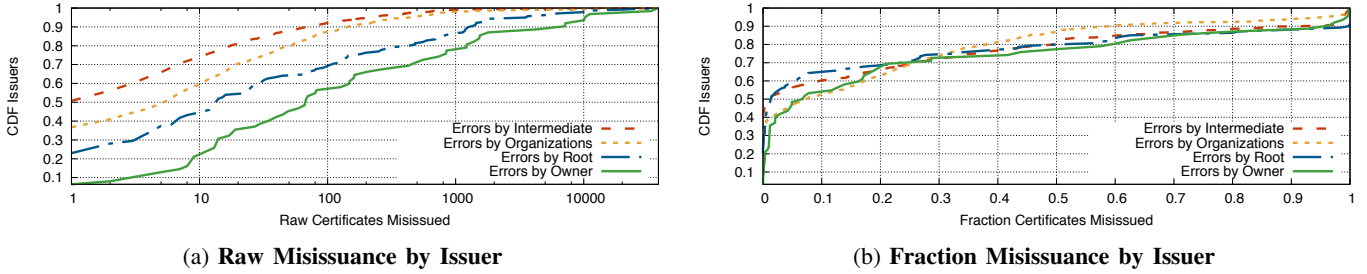 CDF Issuers
1
0.9
0.8
0.7
0.6
0.5
0.4
0.3
0.2
0.1
Errors by Intermediate
Errors by Organizations
Errors by Root
Errors by Owner
1 10 100 1000 10000
Raw Certificates Misissued
(a) Raw Misissuance by Issuer
CDF Issuers
1
0.9
0.8
0.7
0.6
0.5
0.4
0.3
0.2
0.1
Errors by Intermediate
Errors by Organizations
Errors by Root
Errors by Owner
0 0.1 0.2 0.3 0.4 0.5 0.6 0.7 0.8 0.9 1
Fraction Certificates Misissued
(b) Fraction Misissuance by Issuer